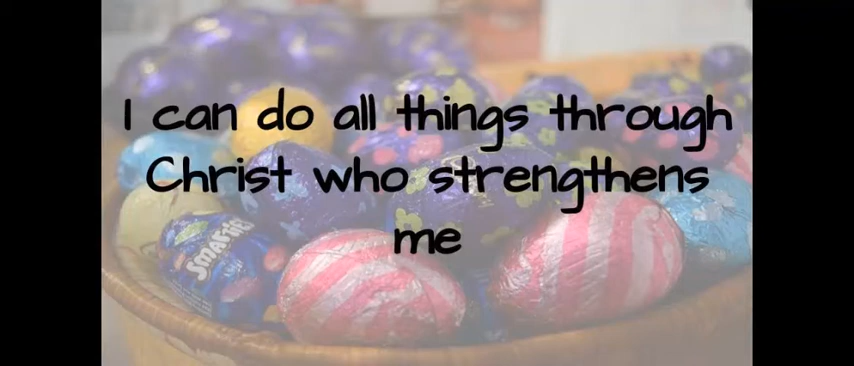 I can do all things through
Christ who strengthens
me
SMARTIES